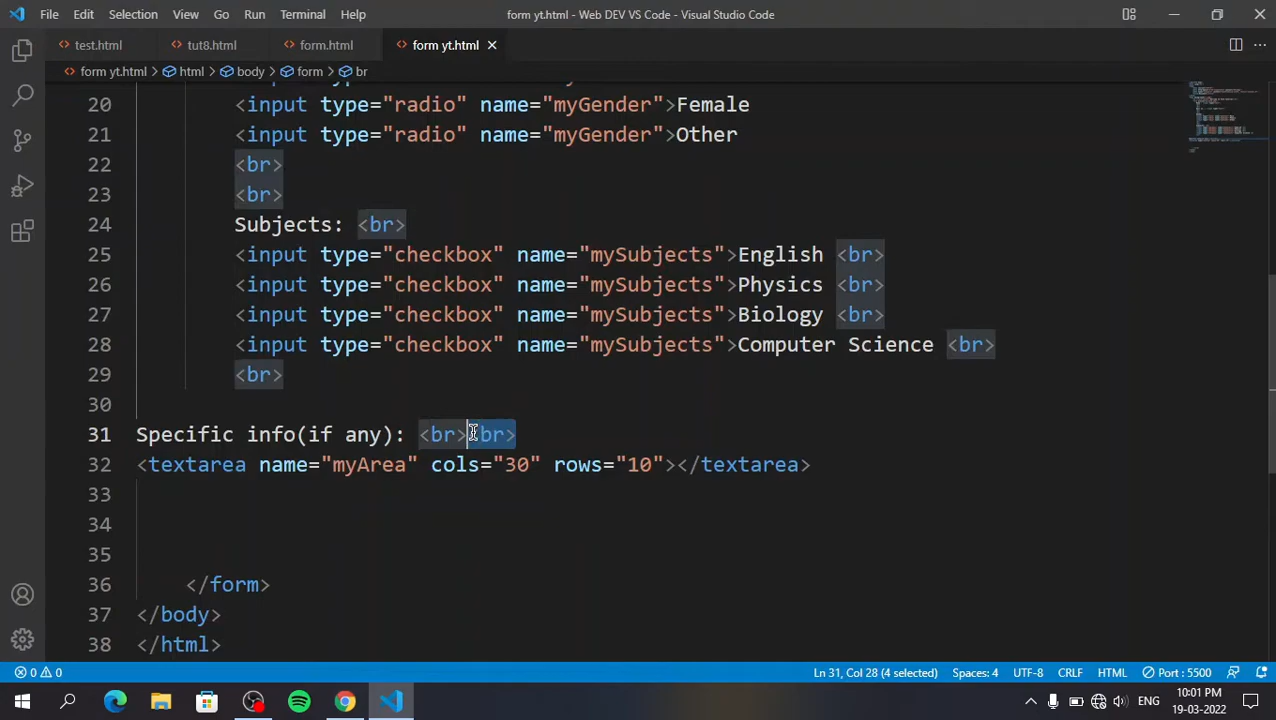 File Edit Selection View Go Run Terminal Help form yt.html - Web DEV VS Code - Visual Studio Code
test.html tut8.html form.html form yt.html
form yt.html > html > body > form > br
20 <input type="radio" name="myGender">Female
21 <input type="radio" name="myGender">Other
22 <br>
23 <br>
24 Subjects: <br>
25 <input type="checkbox" name="mySubjects">English <br>
26 <input type="checkbox" name="mySubjects">Physics <br>
27 <input type="checkbox" name="mySubjects">Biology <br>
28 <input type="checkbox" name="mySubjects">Computer Science <br>
29 <br>
30
31 Specific info(if any): <br><br>
32 <textarea name="myArea" cols="30" rows="10"></textarea>
33
34
35
36 </form>
37 </body>
38 </html>
0 0 Ln 31, Col 28 (4 selected) Spaces: 4 UTF-8 CRLF HTML Port : 5500
ENG 10:01 PM
19-03-2022